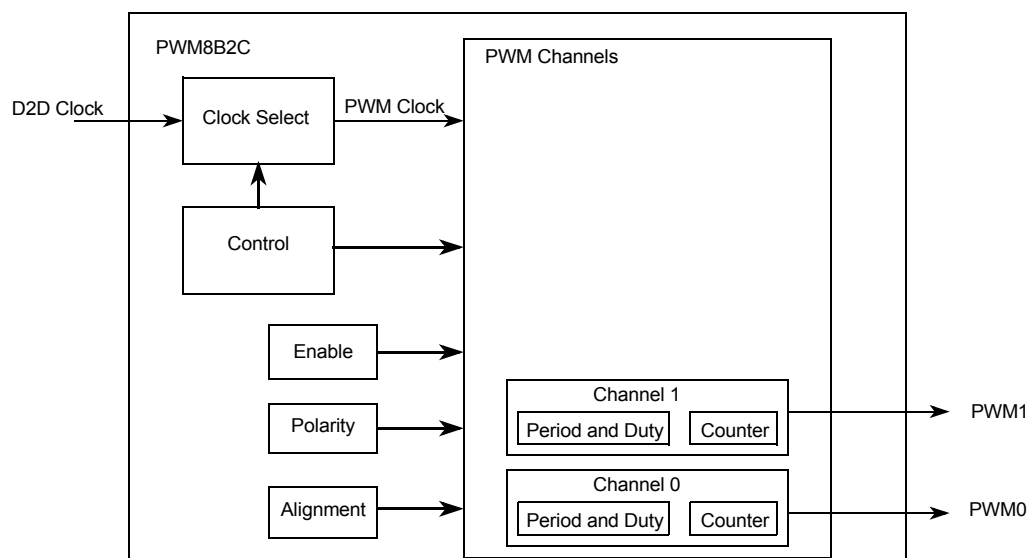 PWM8B2C
PWM Channels
D2D Clock
Clock Select
PWM Clock
Control
Enable
Polarity
Alignment
Channel 1
Period and Duty
Counter
PWM1
Channel 0
Period and Duty
Counter
PWM0